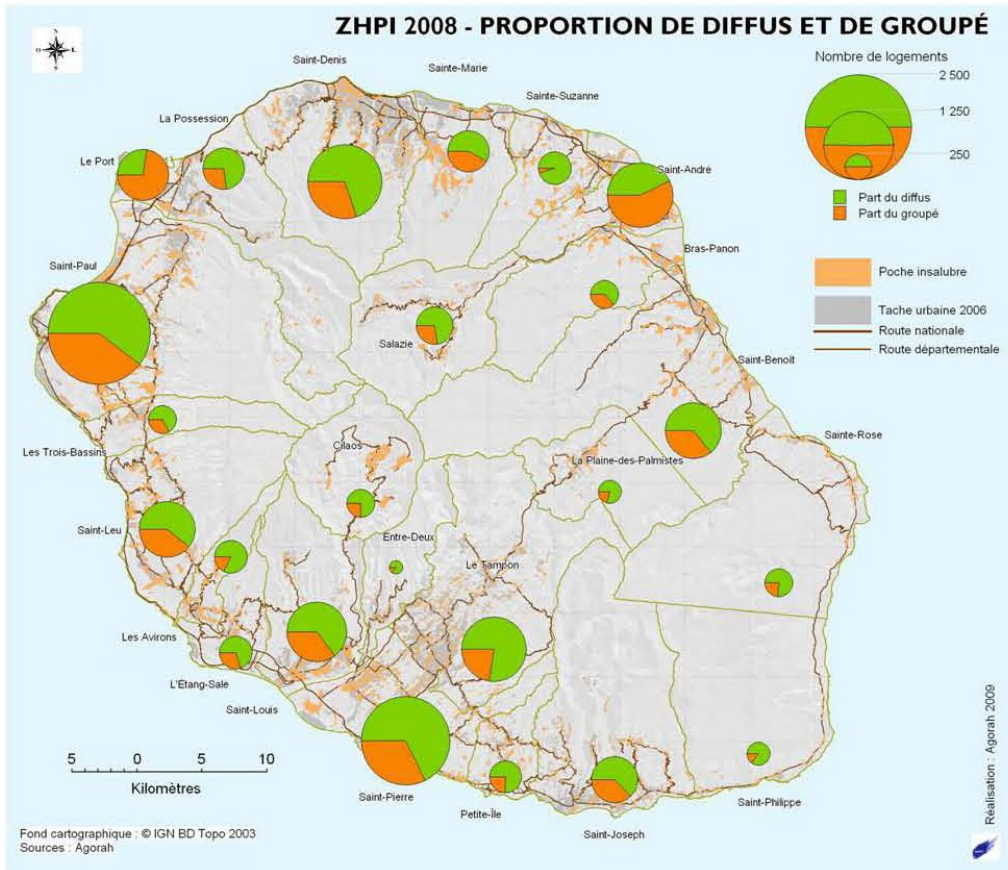 ZHPI 2008 - PROPORTION DE DIFFUS ET DE GROUPÉ
O
L
Nombre de logements
2 500
1 250
250
Part du diffus
Part du groupé
Poche insalubre
Tache urbaine 2006
Route nationale
Route départementale
Saint-Denis
Sainte-Marie
Sainte-Suzanne
La Possession
Le Port
Saint-André
Bras-Panon
Saint-Paul
Salazie
Saint-Benoît
Les Trois-Bassins
Cilaos
Sainte-Rose
La Plaine-des-Palmistes
Saint-Leu
Entre-Deux
Le Tampon
Les Avirons
L'Étang-Sale
Saint-Louis
Saint-Pierre
Petite-Île
Saint-Joseph
Saint-Philippe
5 0 5 10
Kilomètres
Fond cartographique : © IGN BD Topo 2003
Sources : Agorah
Réalisation : Agorah 2009